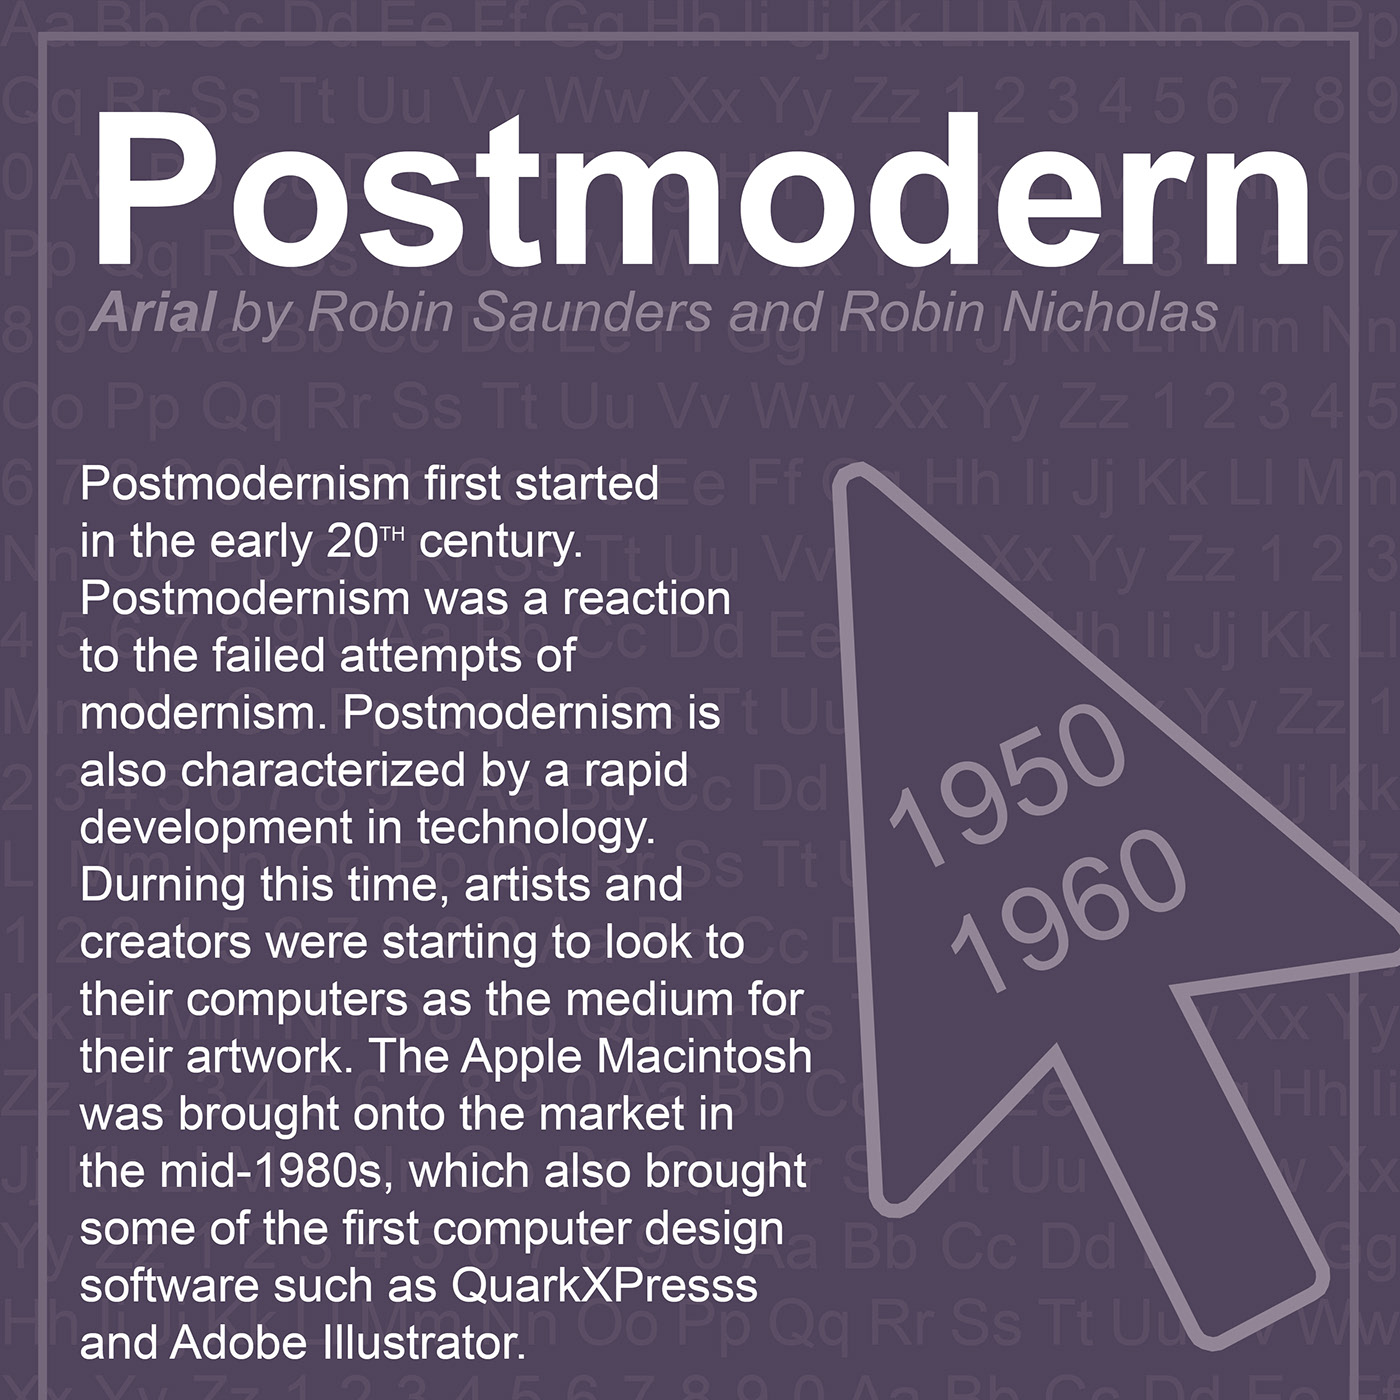 Postmodern
Arial by Robin Saunders and Robin Nicholas
Postmodernism first started
in the early 20TH century.
Postmodernism was a reaction
to the failed attempts of
modernism. Postmodernism is
also characterized by a rapid
development in technology.
Durning this time, artists and
creators were starting to look to
their computers as the medium for
their artwork. The Apple Macintosh
was brought onto the market in
the mid-1980s, which also brought
some of the first computer design
software such as QuarkXPresss
and Adobe Illustrator.
1950
1960